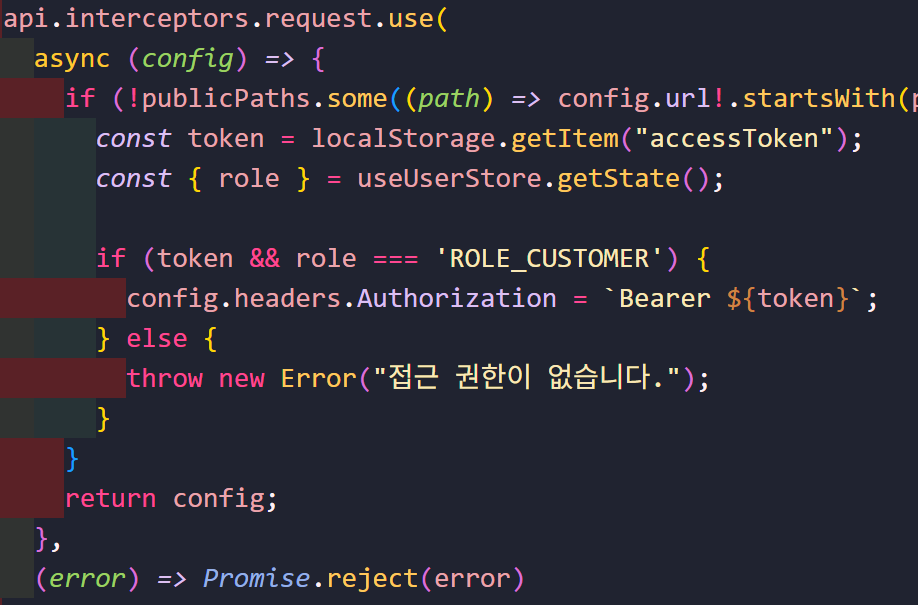 api.interceptors.request.use(
async (config) => {
if (!publicPaths.some((path) => config.url!.startsWith(
const token = localStorage.getItem("accessToken");
const { role } = useUserStore.getState();
if (token && role === 'ROLE_CUSTOMER') {
config.headers.Authorization = `Bearer ${token}`;
} else {
throw new Error("접근 권한이 없습니다.");
}
}
return config;
},
(error) => Promise.reject(error)